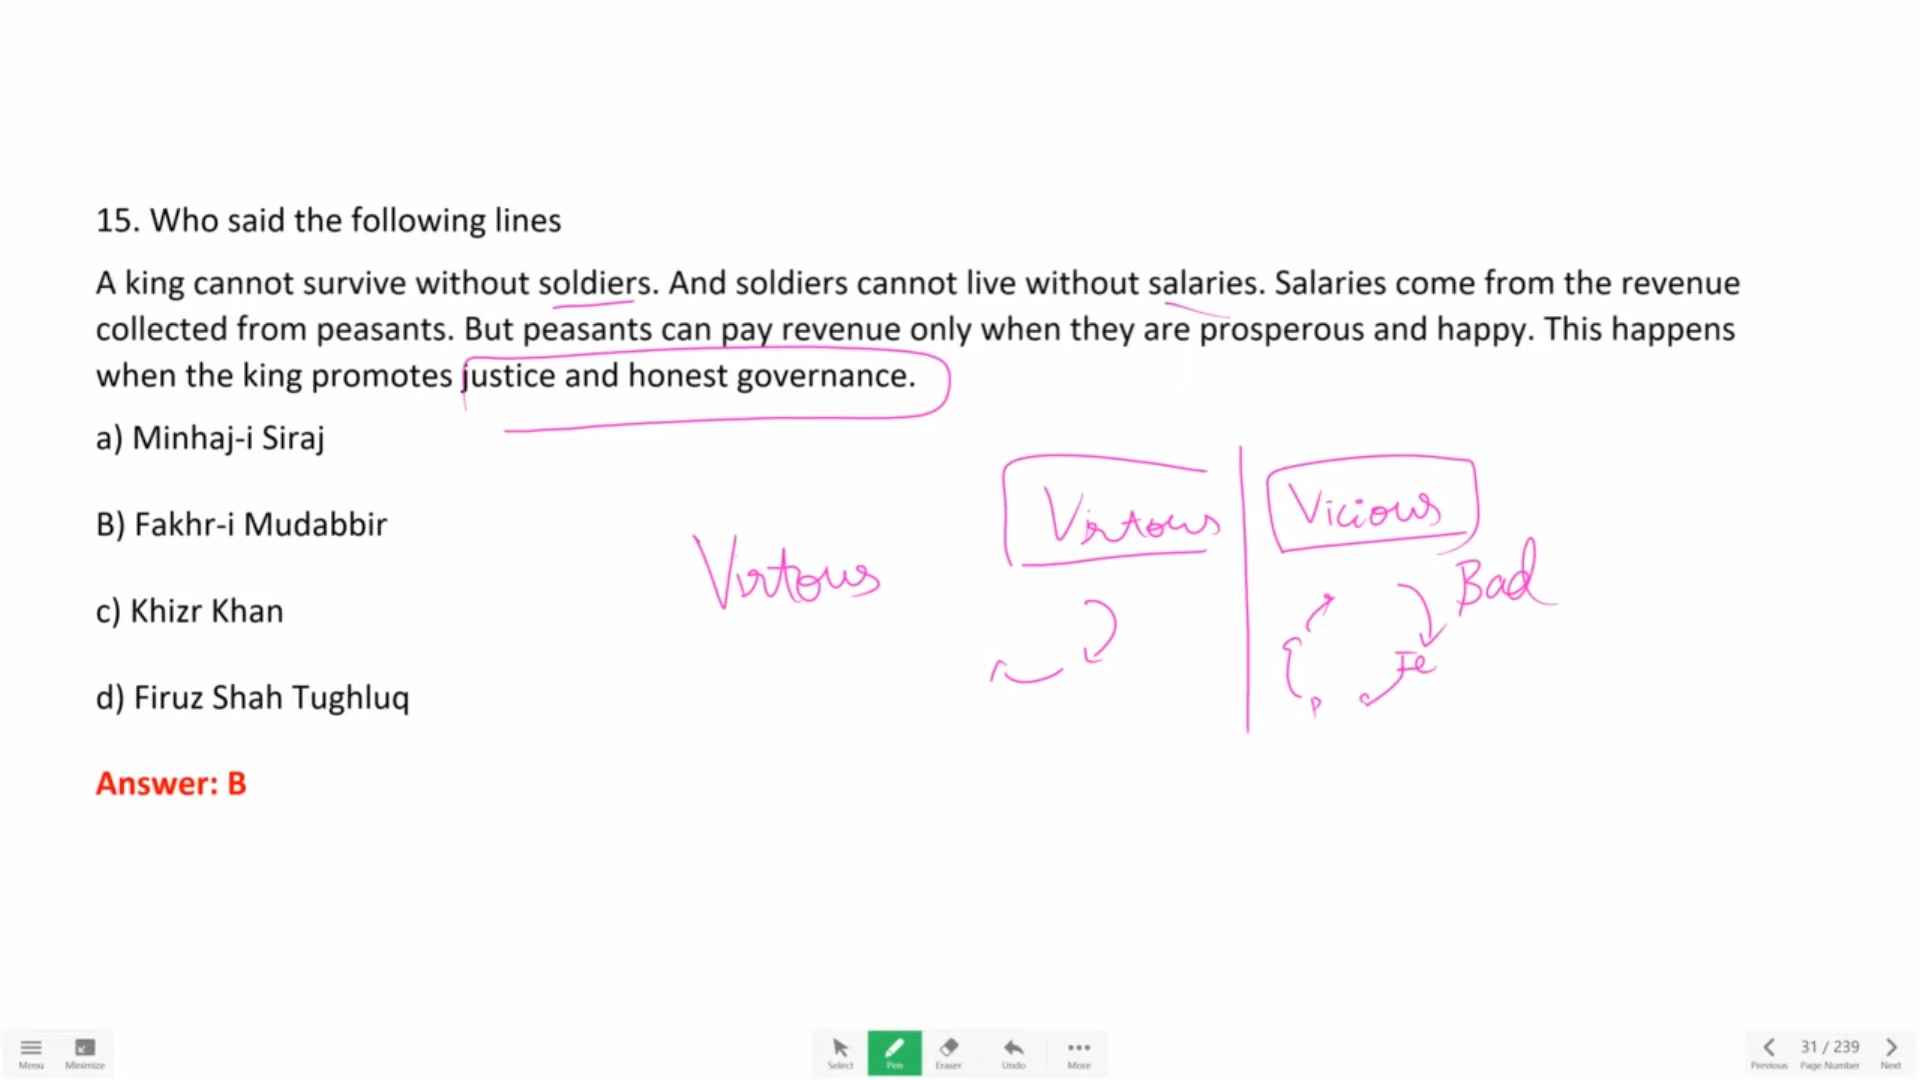 15. Who said the following lines
A king cannot survive without soldiers. And soldiers cannot live without salaries. Salaries come from the revenue
collected from peasants. But peasants can pay revenue only when they are prosperous and happy. This happens
when the king promotes justice and honest governance.
a) Minhaj-i Siraj
B) Fakhr-i Mudabbir
c) Khizr Khan
d) Firuz Shah Tughluq
Answer: B
Virtous
Virtous
Vicious
Bad
P
Menu
Minimize
Select
Pen
Eraser
Undo
More
Previous
31 / 239
Page Number
Next